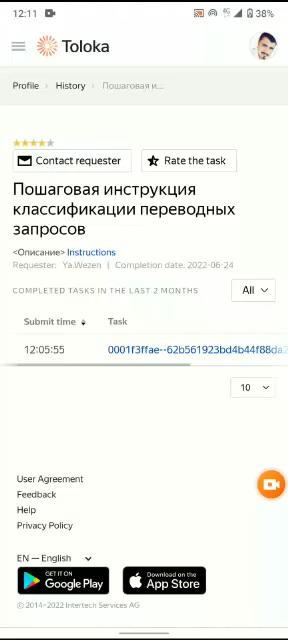 12:11 38%
Toloka
Profile > History > Пошаговая и...
Contact requester Rate the task
Пошаговая инструкция
классификации переводных
запросов
<Описание> Instructions
Requester: Ya.Wezen | Completion date: 2022-06-24
COMPLETED TASKS IN THE LAST 2 MONTHS All
Submit time Task
12:05:55 0001f3ffae--62b561923bd4b44f88da2
10
User Agreement
Feedback
Help
Privacy Policy
EN — English
GET IT ON
Google Play
Download on the
App Store
© 2014–2022 Intertech Services AG